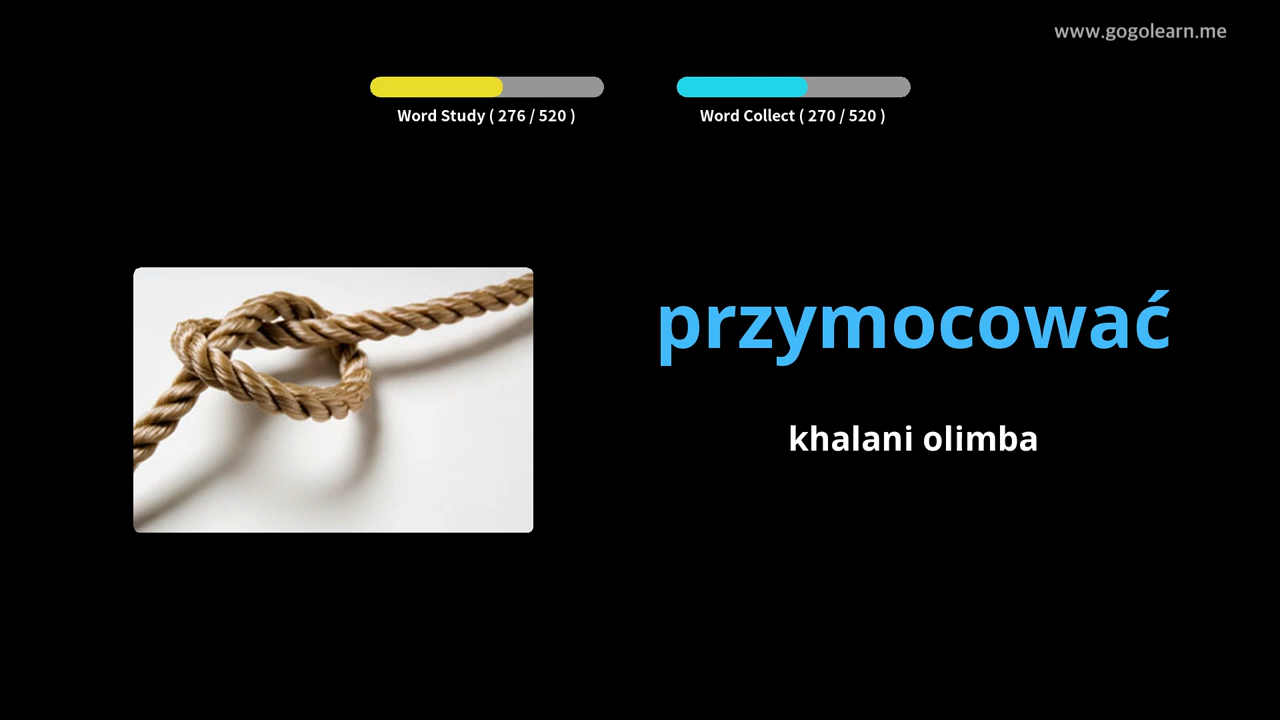 www.gogolearn.me
Word Study ( 276 / 520 )
Word Collect ( 270 / 520 )
przymocować
khalani olimba